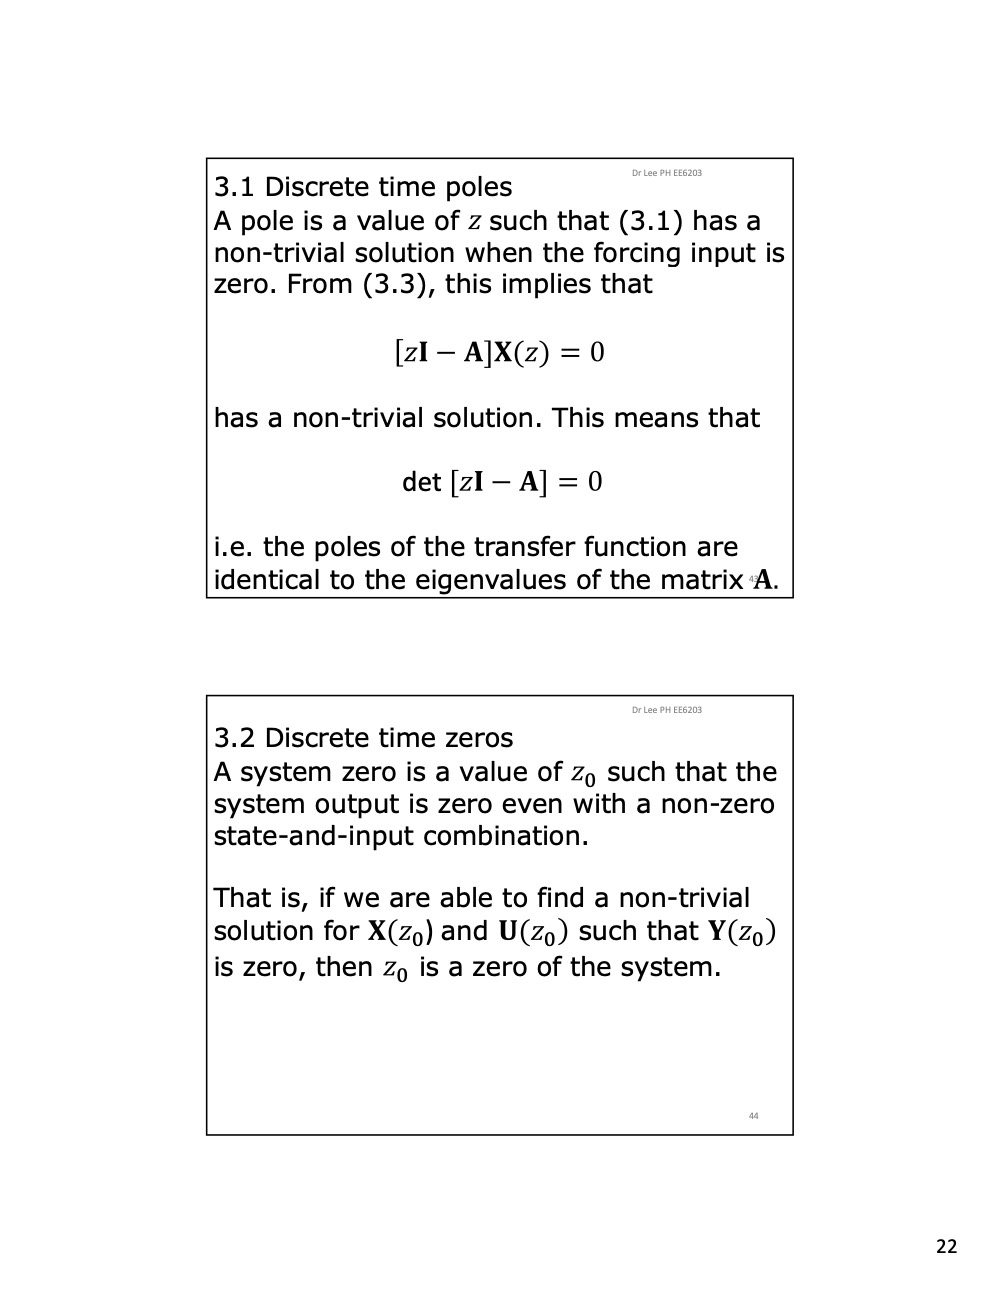 Dr Lee PH EE6203
3.1 Discrete time poles
A pole is a value of z such that (3.1) has a
non-trivial solution when the forcing input is
zero. From (3.3), this implies that
[zI − A]X(z) = 0
has a non-trivial solution. This means that
det [zI − A] = 0
i.e. the poles of the transfer function are
identical to the eigenvalues of the matrix A.
43
Dr Lee PH EE6203
3.2 Discrete time zeros
A system zero is a value of z₀ such that the
system output is zero even with a non-zero
state-and-input combination.
That is, if we are able to find a non-trivial
solution for X(z₀) and U(z₀) such that Y(z₀)
is zero, then z₀ is a zero of the system.
44
22